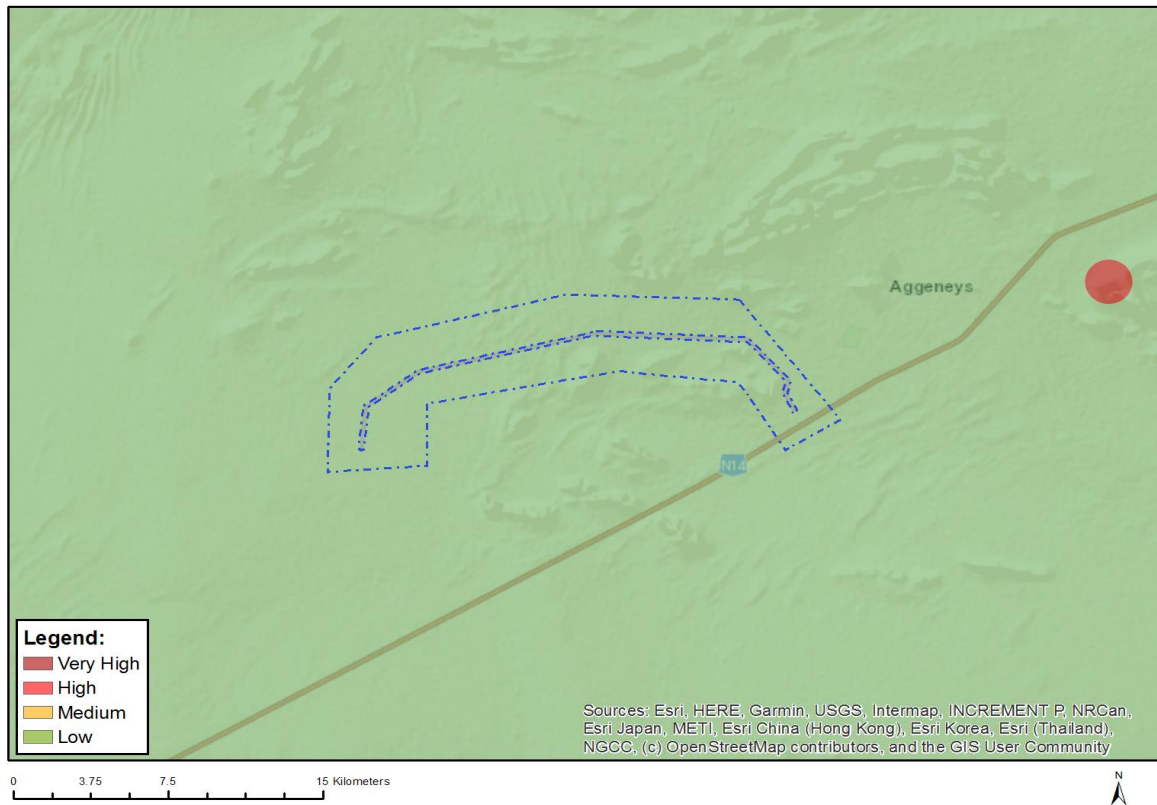 Aggeneys
N14
Legend:
Very High
High
Medium
Low
Sources: Esri, HERE, Garmin, USGS, Intermap, INCREMENT P, NRCan,
Esri Japan, METI, Esri China (Hong Kong), Esri Korea, Esri (Thailand),
NGCC, (c) OpenStreetMap contributors, and the GIS User Community
0 3.75 7.5 15 Kilometers
N